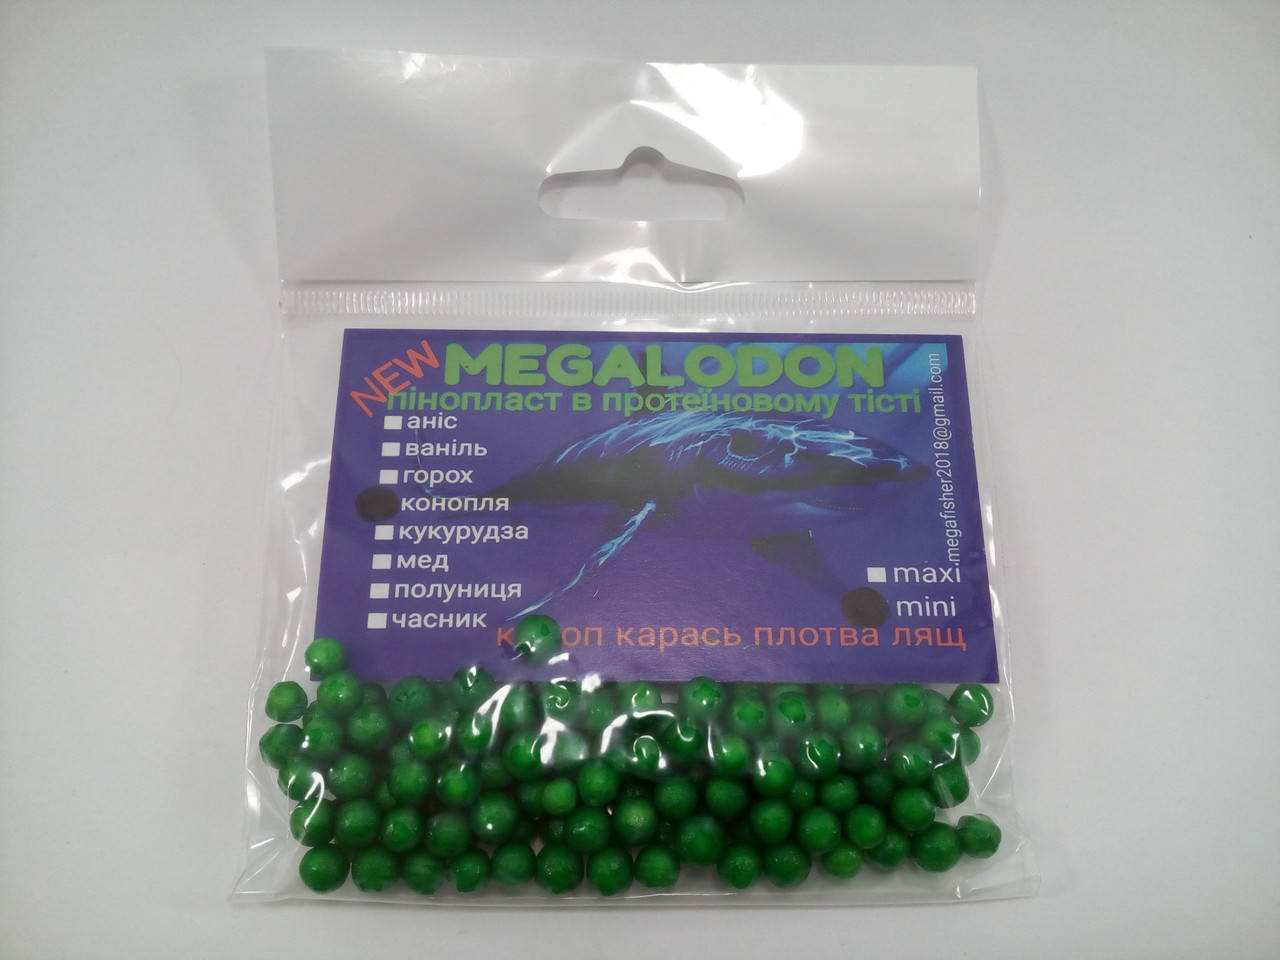 NEW MEGALODON
пінопласт в протеїновому тісті
аніс
ваніль
горох
конопля
кукурудза
мед
полуниця
часник
megafisher2018@gmail.com
maxi
mini
карась плотва лящ